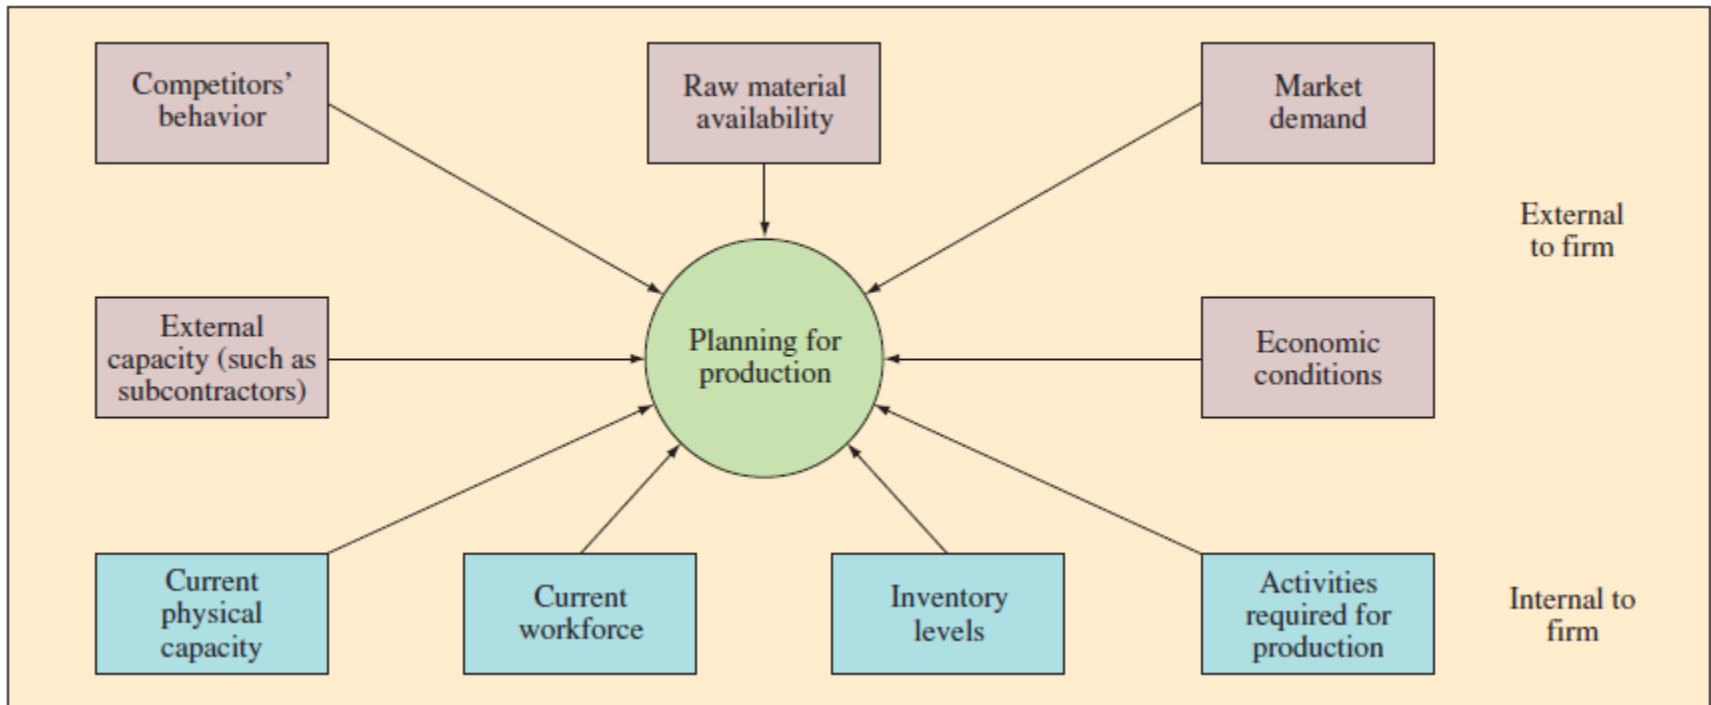 Competitors’
behavior
Raw material
availability
Market
demand
External
to firm
External
capacity (such as
subcontractors)
Planning for
production
Economic
conditions
Current
physical
capacity
Current
workforce
Inventory
levels
Activities
required for
production
Internal to
firm